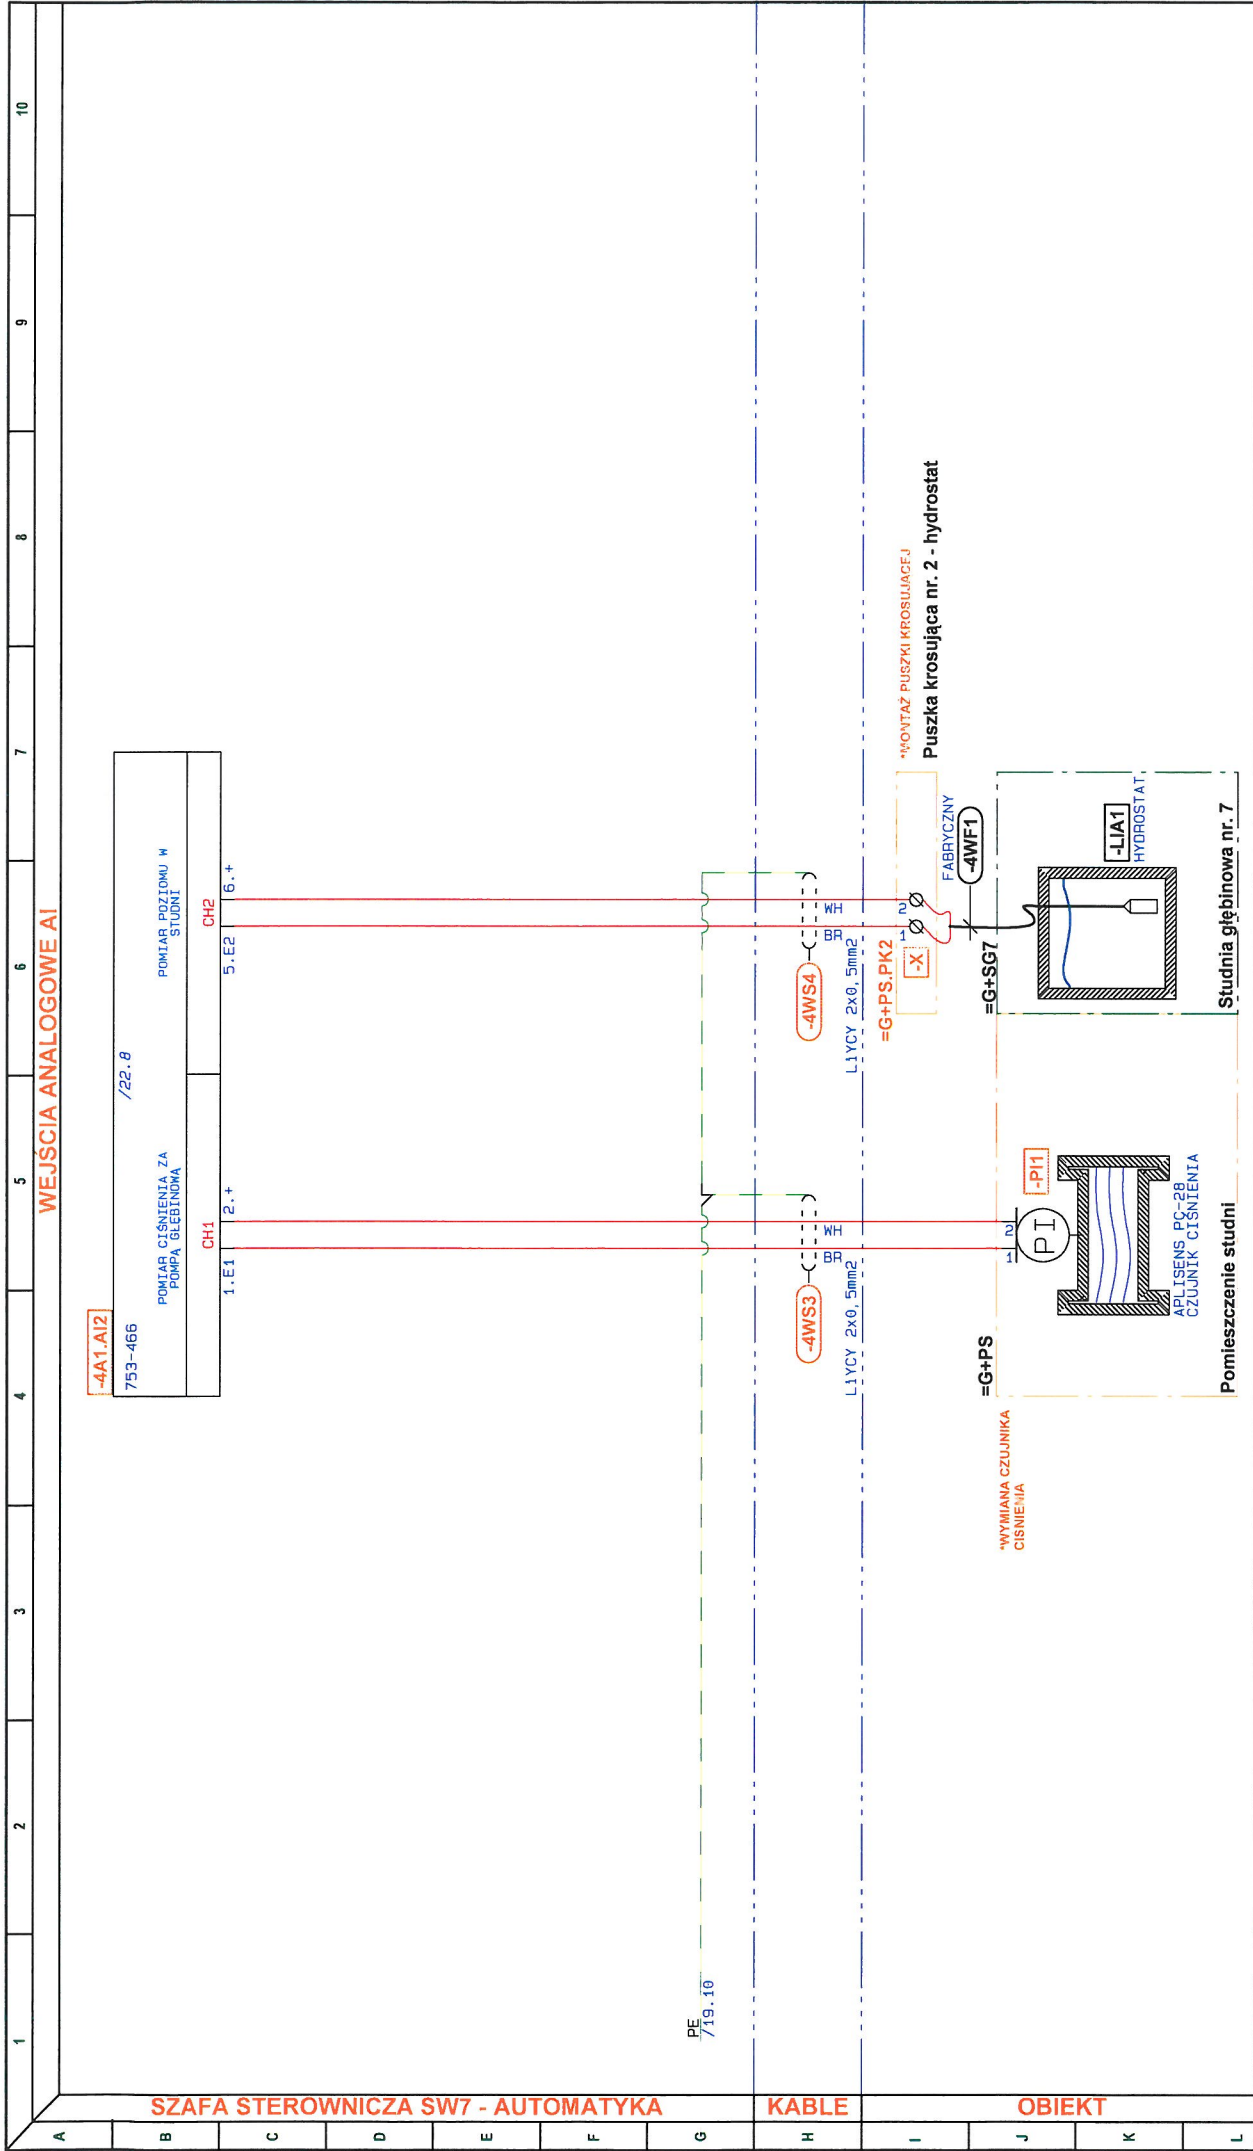 1 2 3 4 5 6 7 8 9 10
WEJŚCIA ANALOGOWE AI
A
B
C
D
E
F
G
H
I
J
K
L
SZAFA STEROWNICZA SW7 - AUTOMATYKA
KABLE
OBIEKT
-4A1.AI2
753-466
/22.8
POMIAR CIŚNIENIA ZA
POMPĄ GŁĘBINOWĄ
POMIAR POZIOMU W
STUDNI
CH1
CH2
1.E1
2.+
5.E2
6.+
PE
/19.10
-4WS3
BR
WH
LIYCY 2x0,5mm2
-4WS4
BR
WH
LIYCY 2x0,5mm2
=G+PS.PK2
-X
1
2
*MONTAŻ PUSZKI KROSUJĄCEJ
Puszka krosująca nr. 2 - hydrostat
FABRYCZNY
-4WF1
=G+PS
*WYMIANA CZUJNIKA
CIŚNIENIA
1
2
PI
-PI1
APLISENS PC-28
CZUJNIK CIŚNIENIA
Pomieszczenie studni
=G+SG7
-LIA1
HYDROSTAT
Studnia głębinowa nr. 7